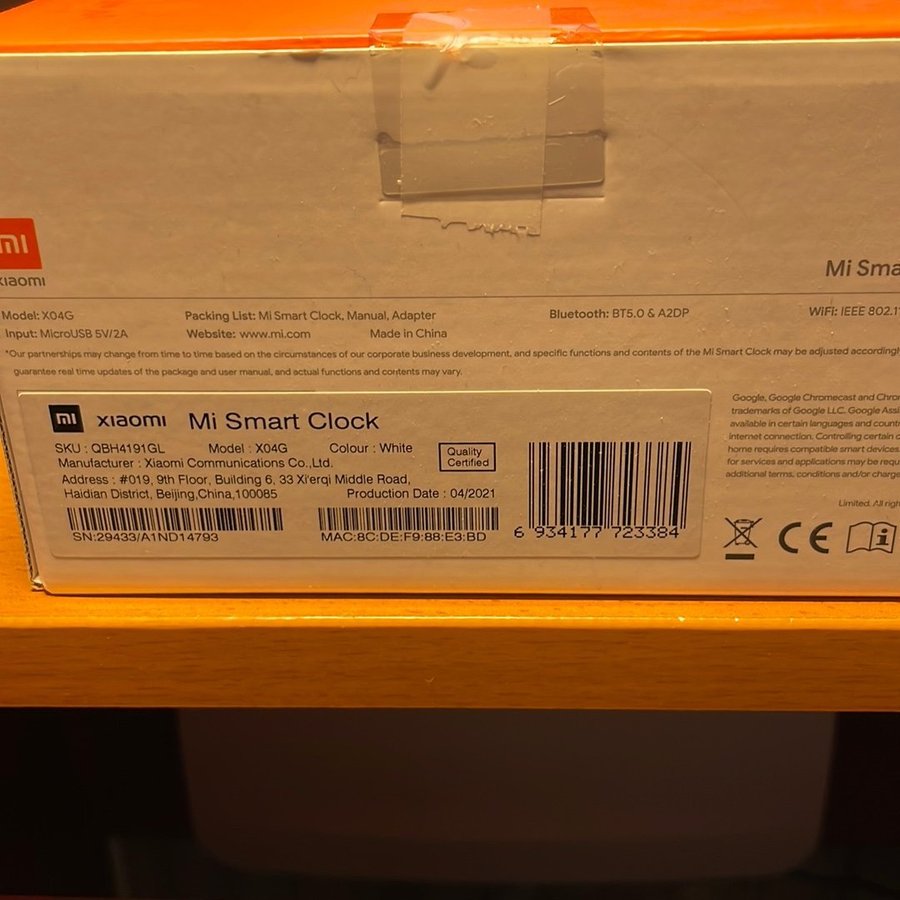 mi
xiaomi
Mi Sma
Model: X04G Packing List: Mi Smart Clock, Manual, Adapter Bluetooth: BT5.0 & A2DP WiFi: IEEE 802.11
Input: MicroUSB 5V/2A Website: www.mi.com Made in China
*Our partnerships may change from time to time based on the circumstances of our corporate business development, and specific functions and contents of the Mi Smart Clock may be adjusted accordingly
guarantee real time updates of the package and user manual, and actual functions and contents may vary.
mi xiaomi Mi Smart Clock
SKU : QBH4191GL Model : X04G Colour : White
Quality Certified
Manufacturer : Xiaomi Communications Co.,Ltd.
Address : #019, 9th Floor, Building 6, 33 Xi'erqi Middle Road,
Haidian District, Beijing,China,100085 Production Date : 04/2021
SN:29433/A1ND14793 MAC:8C:DE:F9:88:E3:BD 6 934177 723384
Google, Google Chromecast and Chro
trademarks of Google LLC. Google Assi
available in certain languages and count
internet connection. Controlling certain d
home requires compatible smart devices.
for services and applications may be requ
additional terms, conditions and/or charge
Limited. All righ
CE